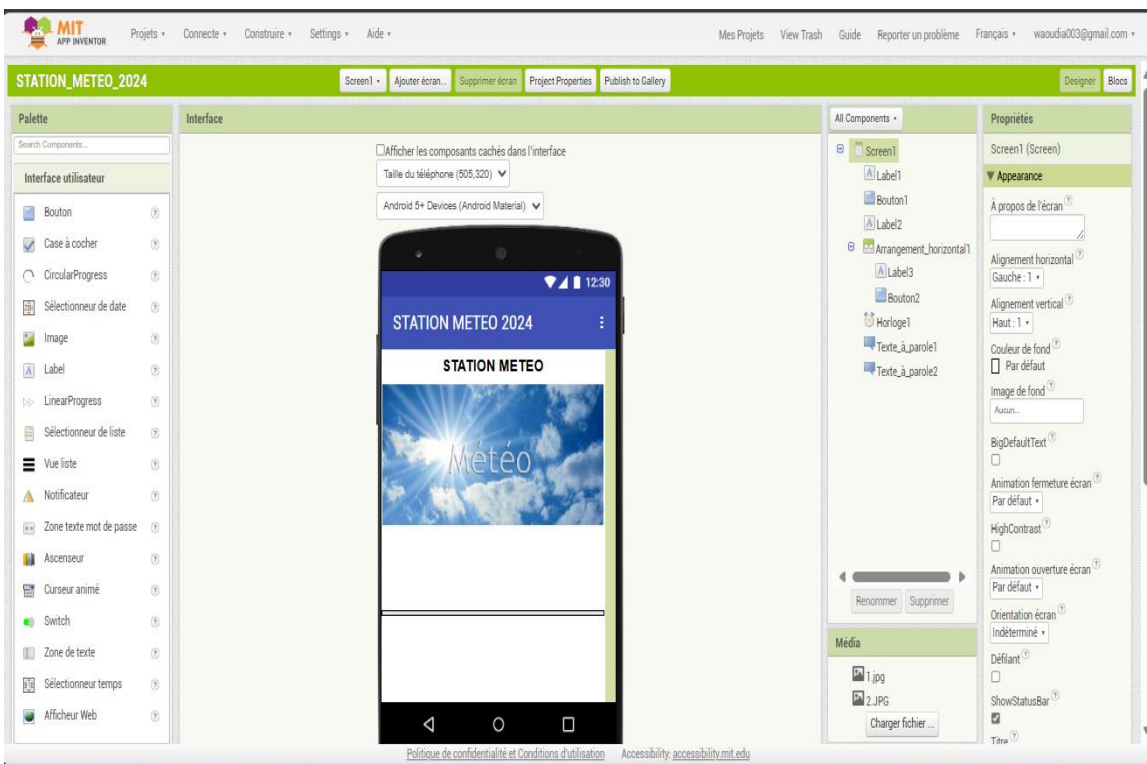 MIT
APP INVENTOR
Projets
Connecte
Construire
Settings
Aide
Mes Projets
View Trash
Guide
Reporter un problème
Français
waoudia003@gmail.com
STATION_METEO_2024
Screen1
Ajouter écran...
Supprimer écran
Project Properties
Publish to Gallery
Designer
Blocs
Palette
Search Components...
Interface utilisateur
Bouton
Case à cocher
CircularProgress
Sélectionneur de date
Image
Label
LinearProgress
Sélectionneur de liste
Vue liste
Notificateur
Zone texte mot de passe
Ascenseur
Curseur animé
Switch
Zone de texte
Sélectionneur temps
Afficheur Web
Interface
Afficher les composants cachés dans l'interface
Taille du téléphone (505,320)
Android 5+ Devices (Android Material)
12:30
STATION METEO 2024
STATION METEO
Météo
All Components
Screen1
Label1
Bouton1
Label2
Arrangement_horizontal1
Label3
Bouton2
Horloge1
Texte_à_parole1
Texte_à_parole2
Renommer
Supprimer
Média
1.jpg
2.JPG
Charger fichier ...
Propriétés
Screen1 (Screen)
Appearance
À propos de l'écran
Alignement horizontal
Gauche : 1
Alignement vertical
Haut : 1
Couleur de fond
Par défaut
Image de fond
Aucun...
BigDefaultText
Animation fermeture écran
Par défaut
HighContrast
Animation ouverture écran
Par défaut
Orientation écran
Indéterminé
Défilant
ShowStatusBar
Titre
Politique de confidentialité et Conditions d'utilisation
Accessibility: accessibility.mit.edu